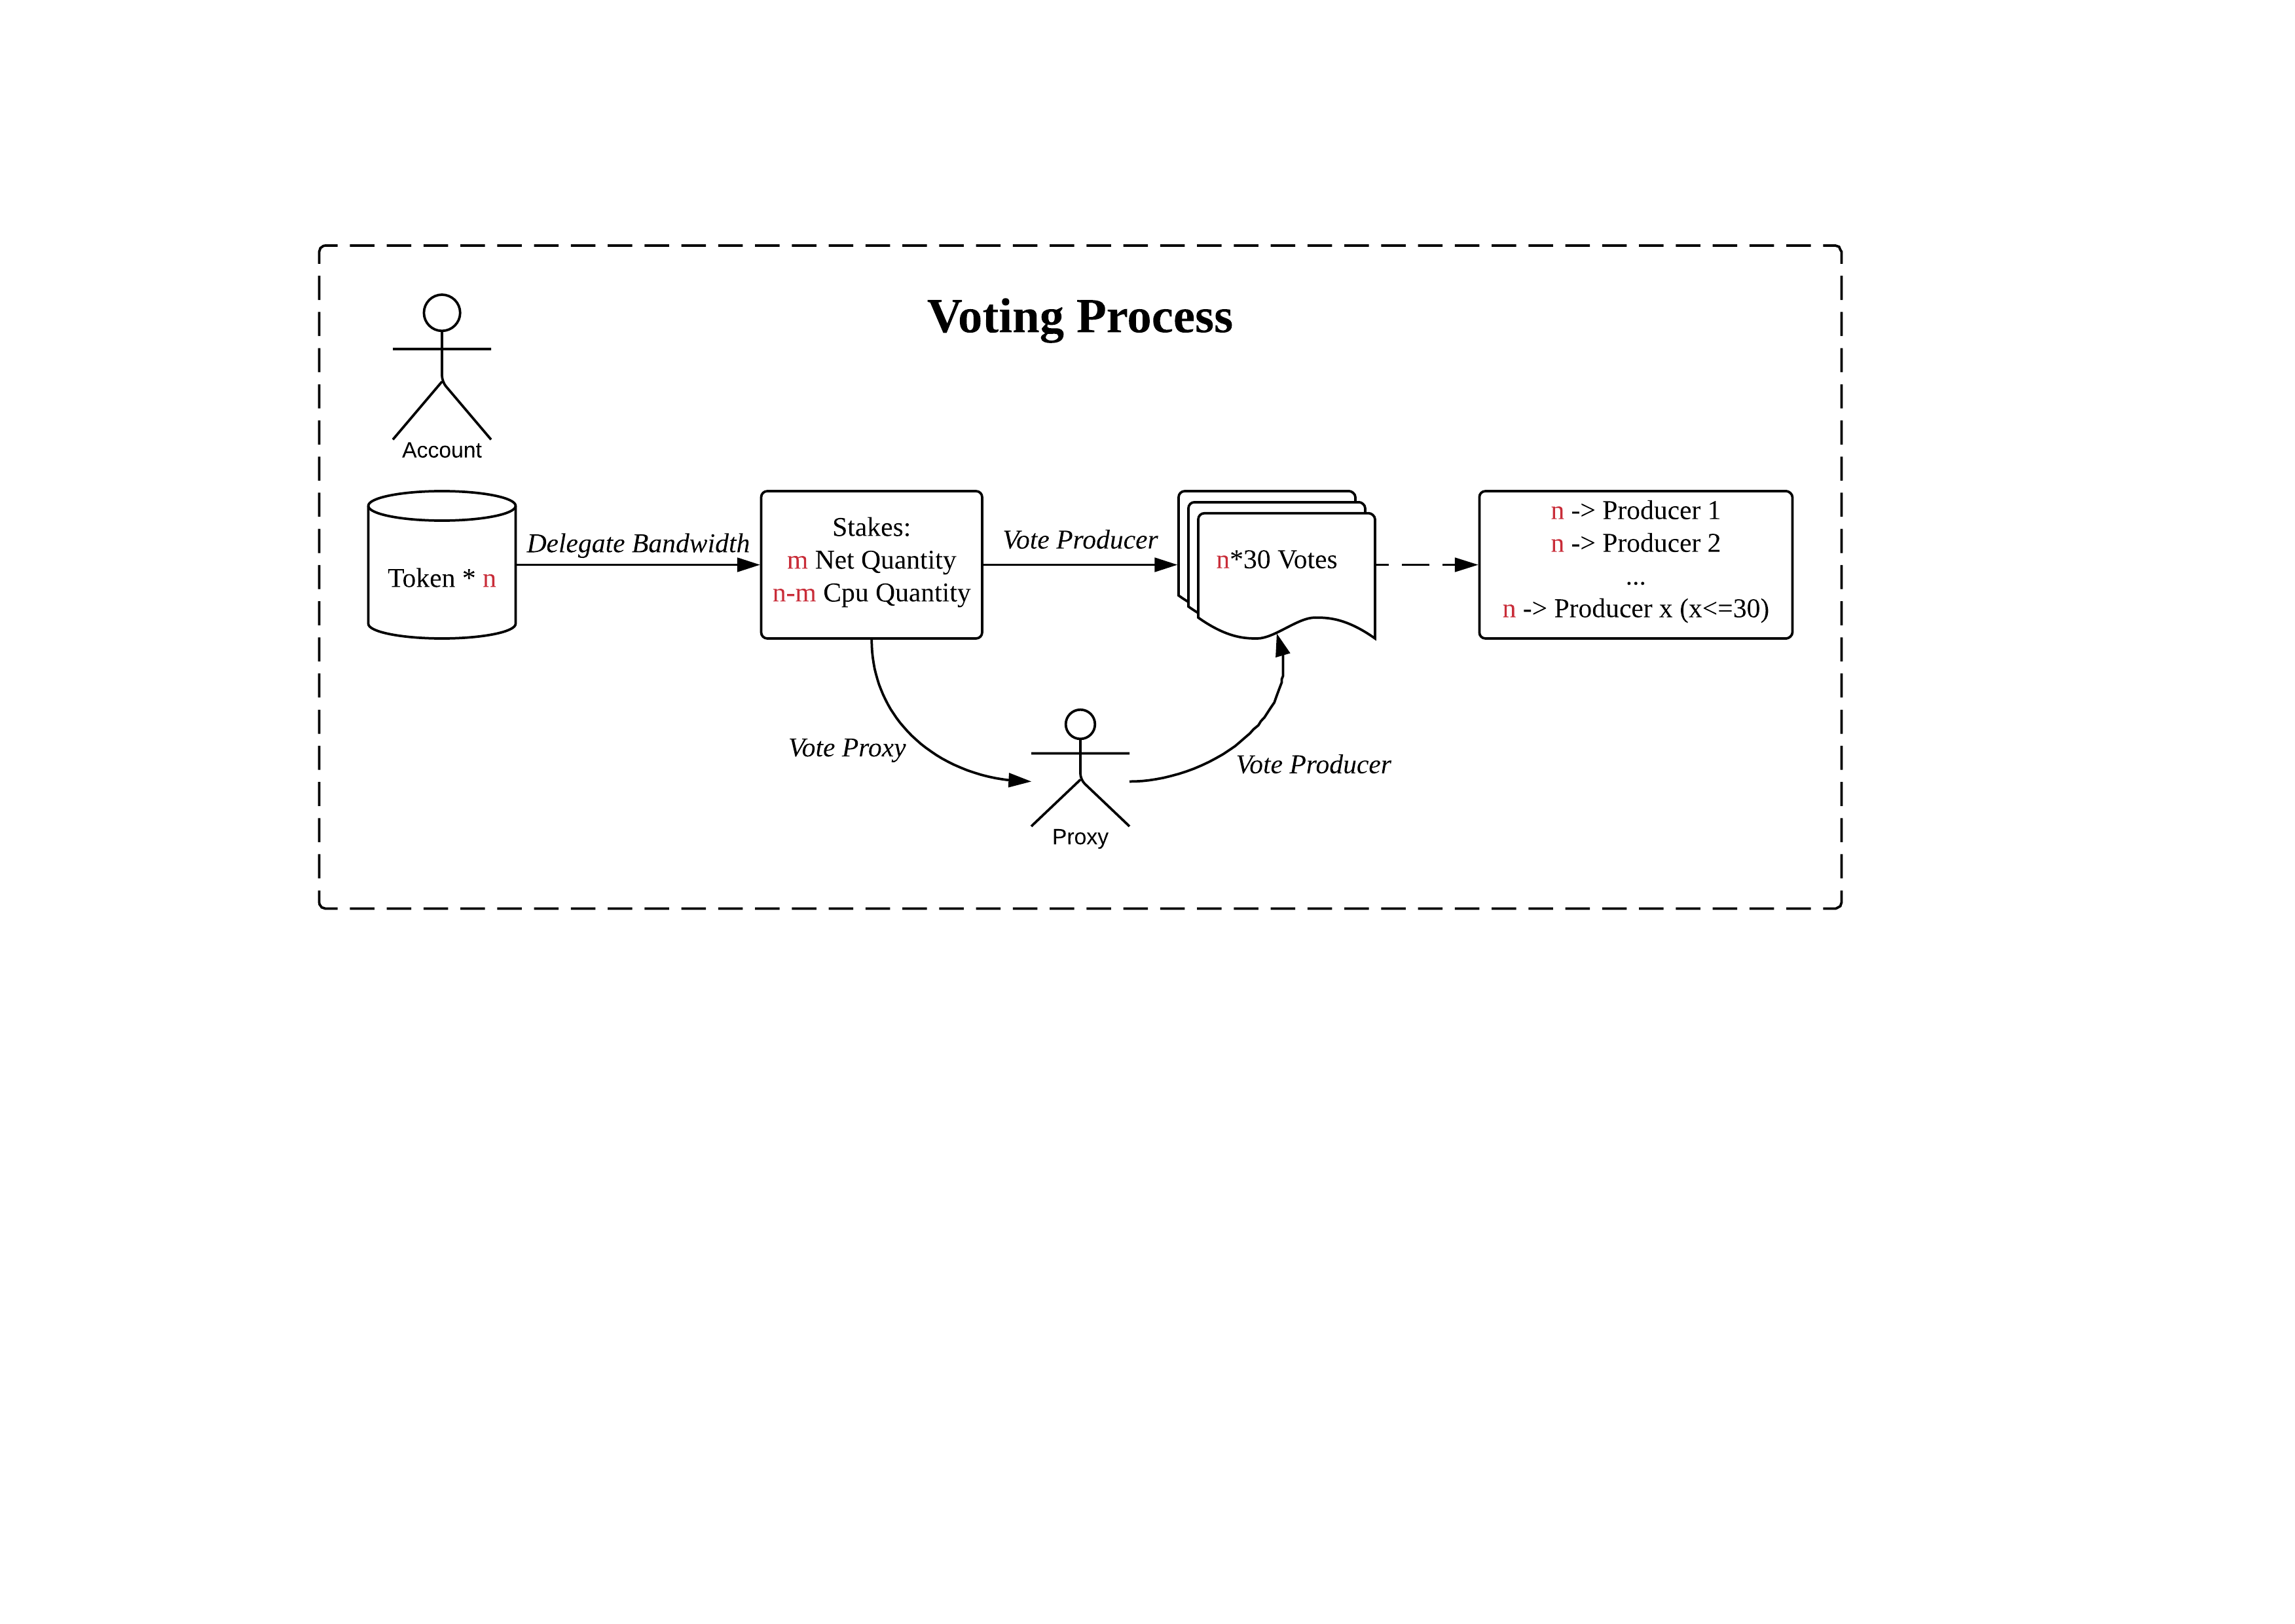 Voting Process
Account
Token * n
Delegate Bandwidth
Stakes:
m Net Quantity
n-m Cpu Quantity
Vote Producer
n*30 Votes
n -> Producer 1
n -> Producer 2
...
n -> Producer x (x<=30)
Vote Proxy
Proxy
Vote Producer